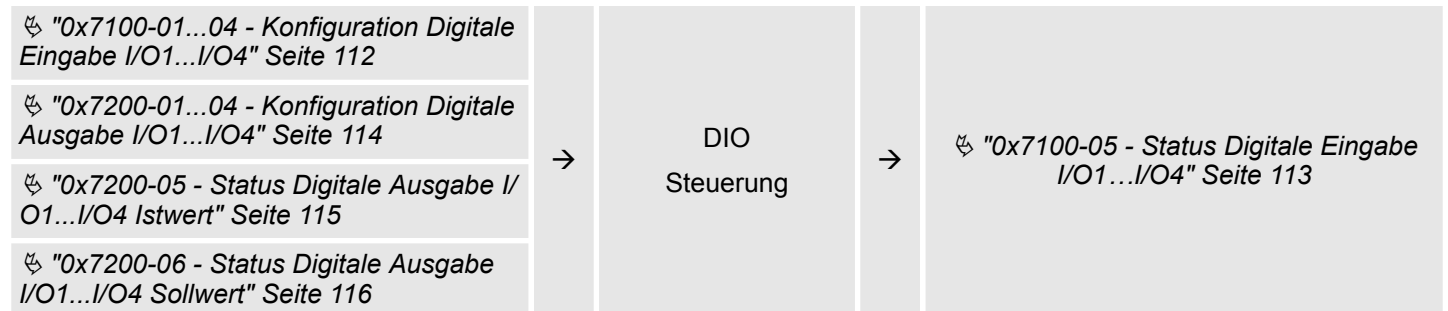 "0x7100-01...04 - Konfiguration Digitale
Eingabe I/O1...I/O4" Seite 112
"0x7200-01...04 - Konfiguration Digitale
Ausgabe I/O1...I/O4" Seite 114
"0x7200-05 - Status Digitale Ausgabe I/
O1...I/O4 Istwert" Seite 115
"0x7200-06 - Status Digitale Ausgabe
I/O1...I/O4 Sollwert" Seite 116
→
DIO
Steuerung
→
"0x7100-05 - Status Digitale Eingabe
I/O1…I/O4" Seite 113